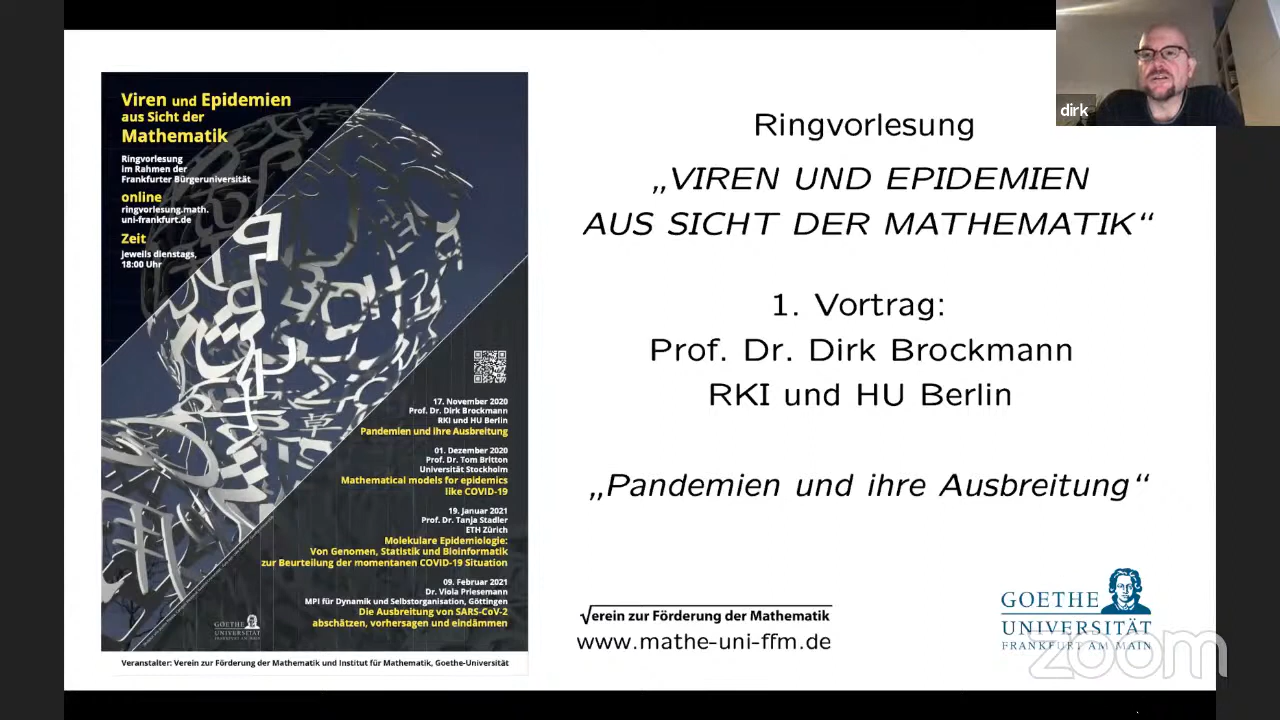 Viren und Epidemien
aus Sicht der
Mathematik
Ringvorlesung
im Rahmen der
Frankfurter Bürgeruniversität
online
ringvorlesung.math.
uni-frankfurt.de
Zeit
jeweils dienstags,
18:00 Uhr
17. November 2020
Prof. Dr. Dirk Brockmann
RKI und HU Berlin
Pandemien und ihre Ausbreitung
01. Dezember 2020
Prof. Dr. Tom Britton
Universität Stockholm
Mathematical models for epidemics
like COVID-19
19. Januar 2021
Prof. Dr. Tanja Stadler
ETH Zürich
Molekulare Epidemiologie:
Von Genomen, Statistik und Bioinformatik
zur Beurteilung der momentanen COVID-19 Situation
09. Februar 2021
Dr. Viola Priesemann
MPI für Dynamik und Selbstorganisation, Göttingen
Die Ausbreitung von SARS-CoV-2
abschätzen, vorhersagen und eindämmen
GOETHE
UNIVERSITÄT
FRANKFURT AM MAIN
Veranstalter: Verein zur Förderung der Mathematik und Institut für Mathematik, Goethe-Universität
dirk
Ringvorlesung
„VIREN UND EPIDEMIEN
AUS SICHT DER MATHEMATIK“
1. Vortrag:
Prof. Dr. Dirk Brockmann
RKI und HU Berlin
„Pandemien und ihre Ausbreitung“
Verein zur Förderung der Mathematik
www.mathe-uni-ffm.de
GOETHE
UNIVERSITÄT
FRANKFURT AM MAIN
zoom